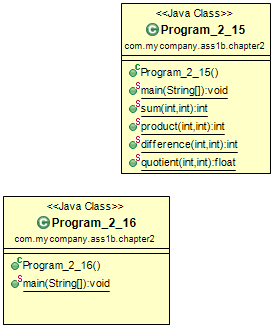 <<Java Class>>
Program_2_15
com.mycompany.ass1b.chapter2
Program_2_15()
main(String[]):void
sum(int,int):int
product(int,int):int
difference(int,int):int
quotient(int,int):float
<<Java Class>>
Program_2_16
com.mycompany.ass1b.chapter2
Program_2_16()
main(String[]):void